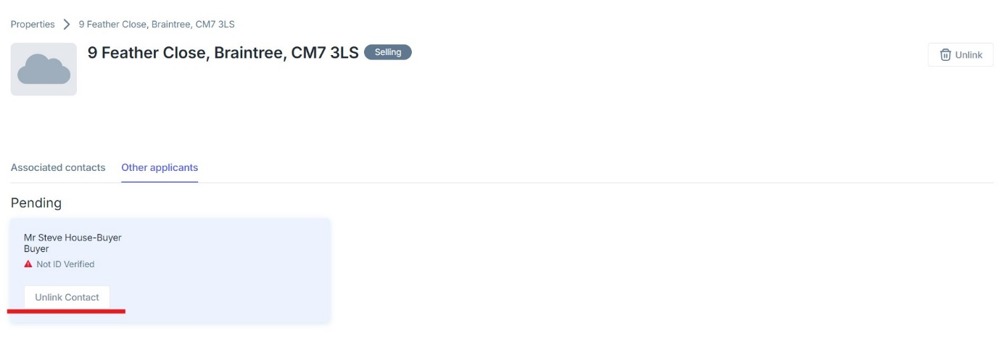 Properties 9 Feather Close, Braintree, CM7 3LS
9 Feather Close, Braintree, CM7 3LS Selling
Unlink
Associated contacts Other applicants
Pending
Mr Steve House-Buyer
Buyer
Not ID Verified
Unlink Contact